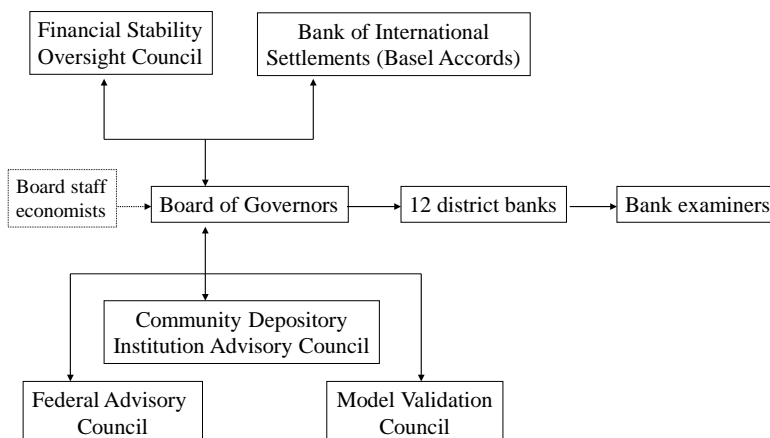 Financial Stability
Oversight Council
Bank of International
Settlements (Basel Accords)
Board staff
economists
Board of Governors
12 district banks
Bank examiners
Community Depository
Institution Advisory Council
Federal Advisory
Council
Model Validation
Council